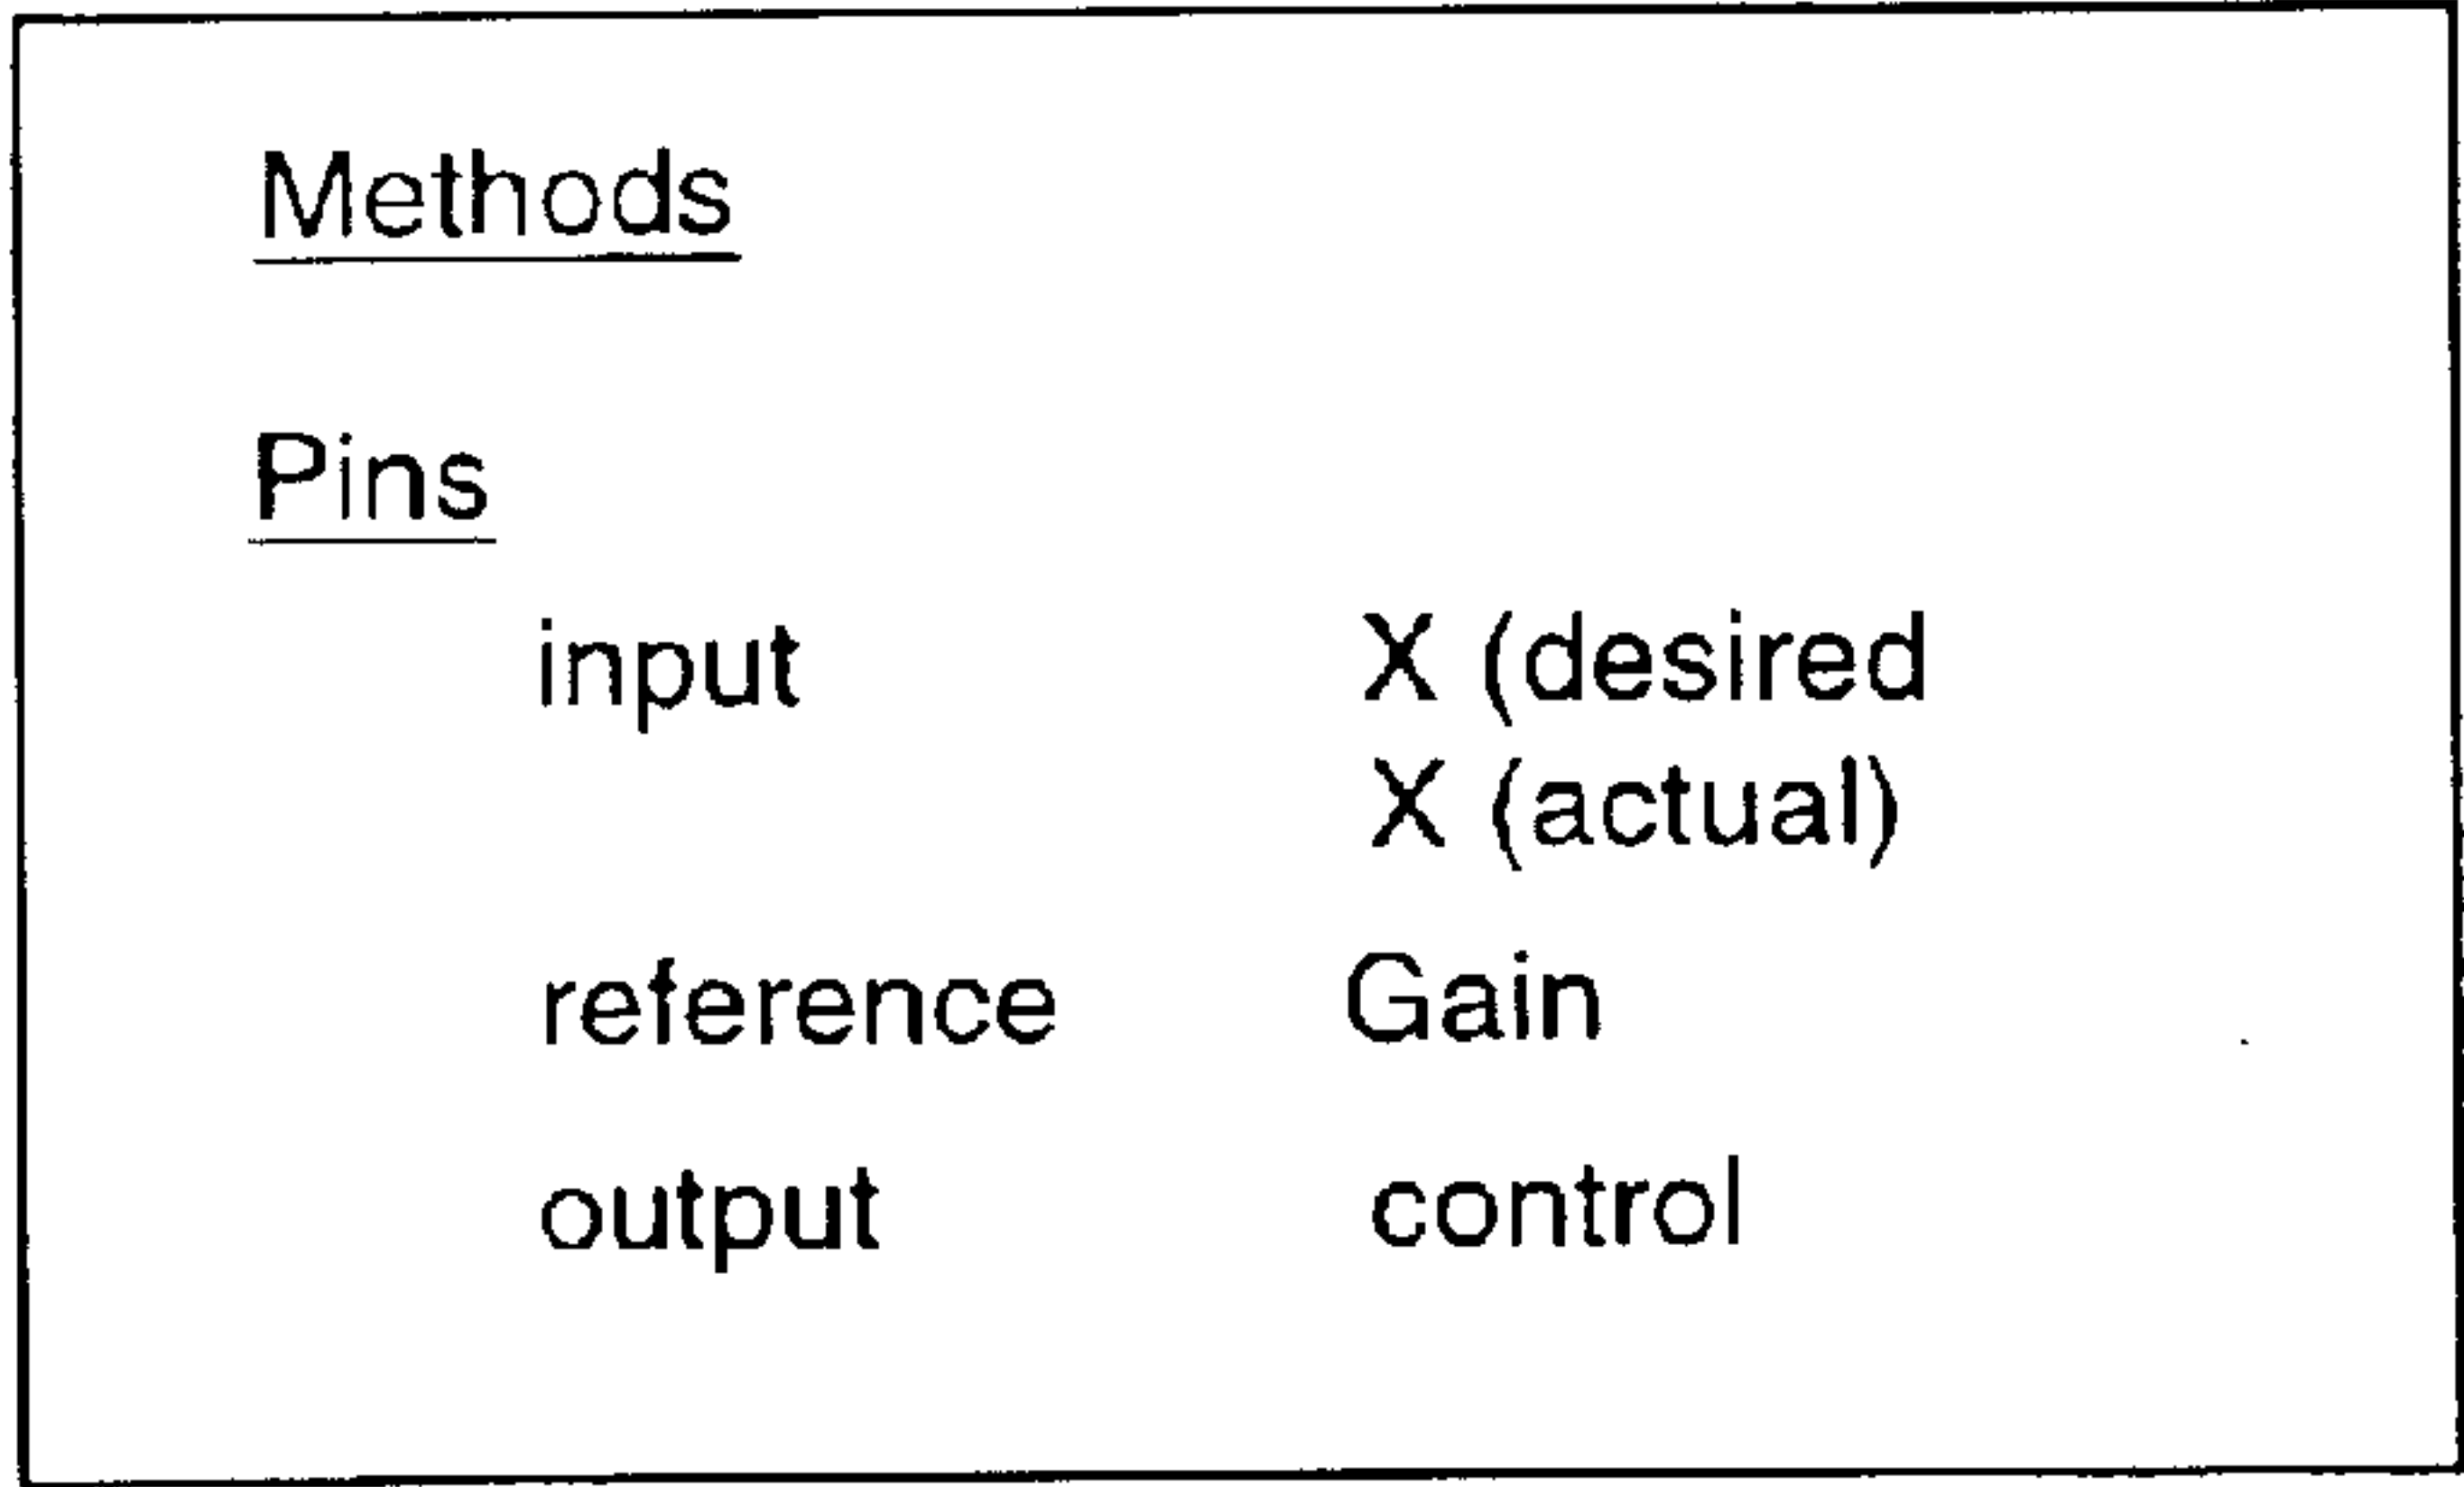 Methods
Pins
input X (desired
X (actual)
reference Gain
output control